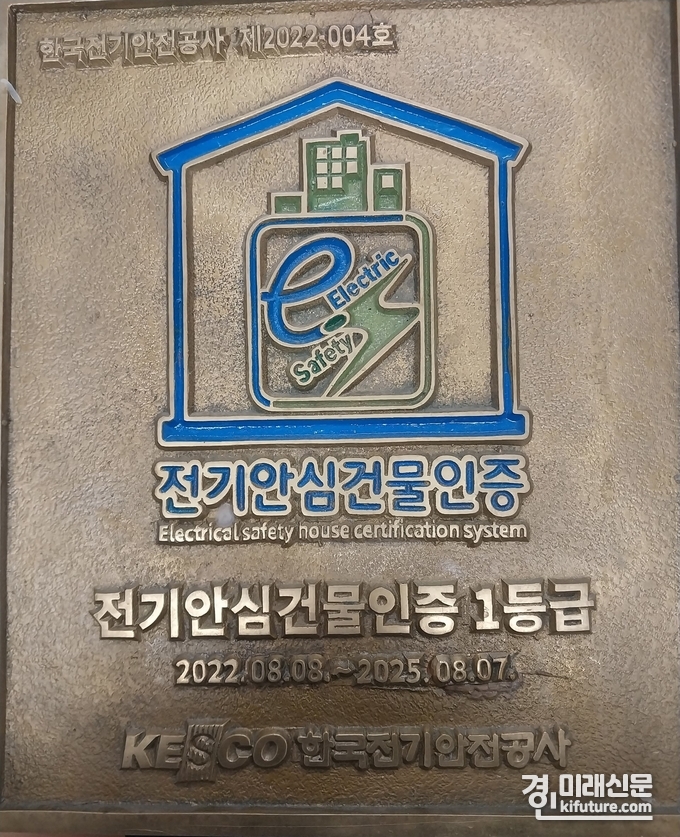 한국전기안전공사 제2022-004호
e
Electric
Safety
전기안심건물인증
Electrical safety house certification system
전기안심건물인증 1등급
2022.08.08.~2025.08.07.
KESCO 한국전기안전공사
경인미래신문
kifuture.com